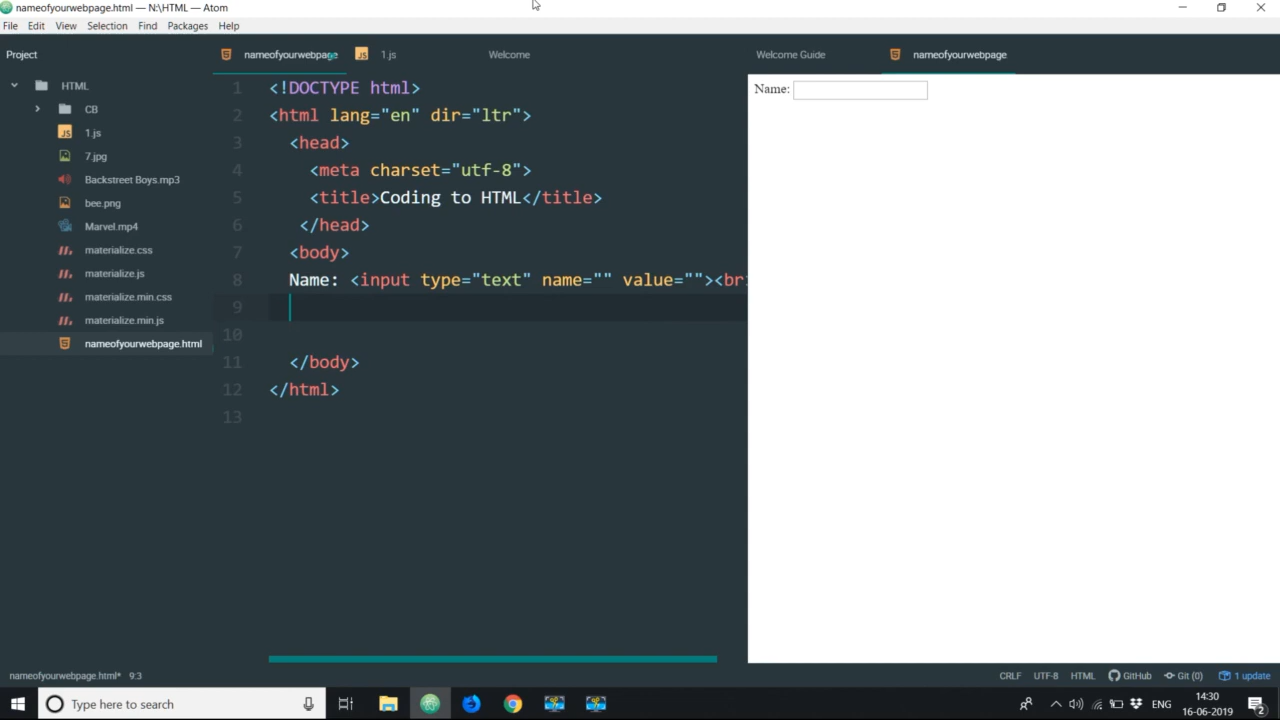 nameofyourwebpage.html — N:\HTML — Atom
File Edit View Selection Find Packages Help
Project
nameofyourwebpage 1.js Welcome Welcome Guide nameofyourwebpage
HTML
CB
1.js
7.jpg
Backstreet Boys.mp3
bee.png
Marvel.mp4
materialize.css
materialize.js
materialize.min.css
materialize.min.js
nameofyourwebpage.html
1 <!DOCTYPE html>
2 <html lang="en" dir="ltr">
3 <head>
4 <meta charset="utf-8">
5 <title>Coding to HTML</title>
6 </head>
7 <body>
8 Name: <input type="text" name="" value=""><br
9
10
11 </body>
12 </html>
13
Name:
nameofyourwebpage.html* 9:3 CRLF UTF-8 HTML GitHub Git (0) 1 update
Type here to search
ENG
14:30
16-06-2019
2